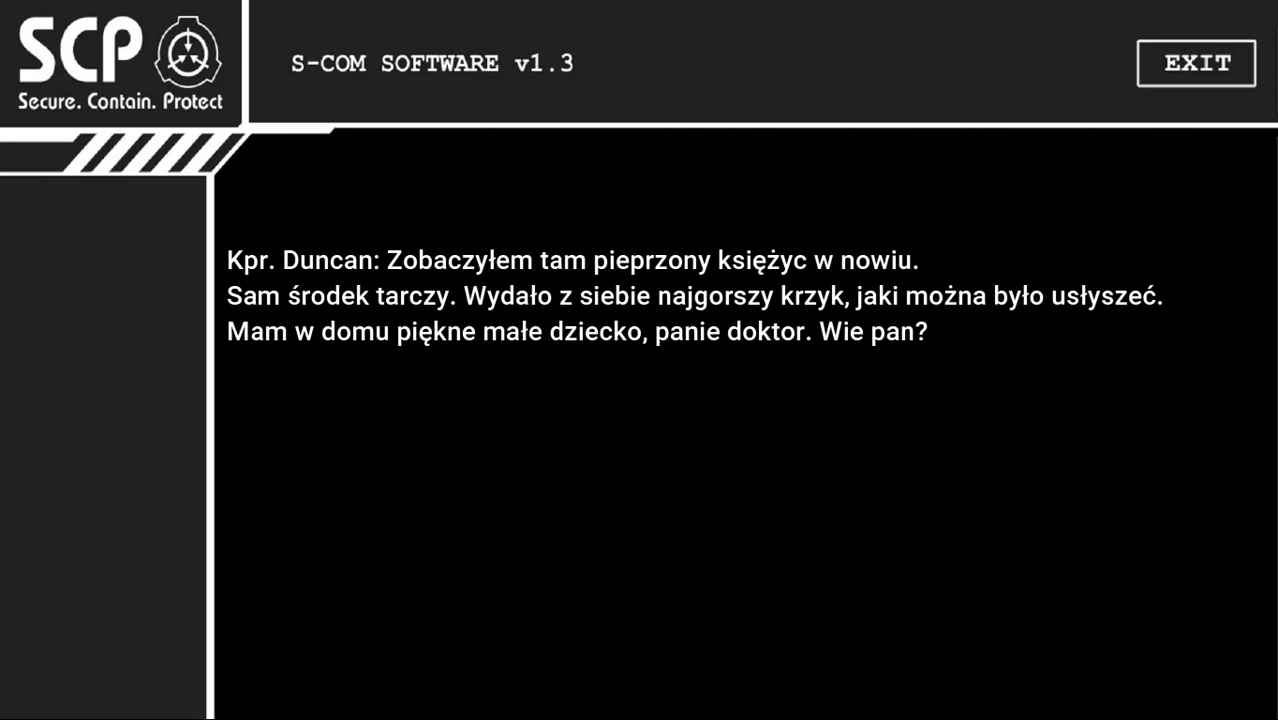 SCP
Secure. Contain. Protect
S-COM SOFTWARE v1.3
EXIT
Kpr. Duncan: Zobaczyłem tam pieprzony księżyc w nowiu.
Sam środek tarczy. Wydało z siebie najgorszy krzyk, jaki można było usłyszeć.
Mam w domu piękne małe dziecko, panie doktor. Wie pan?